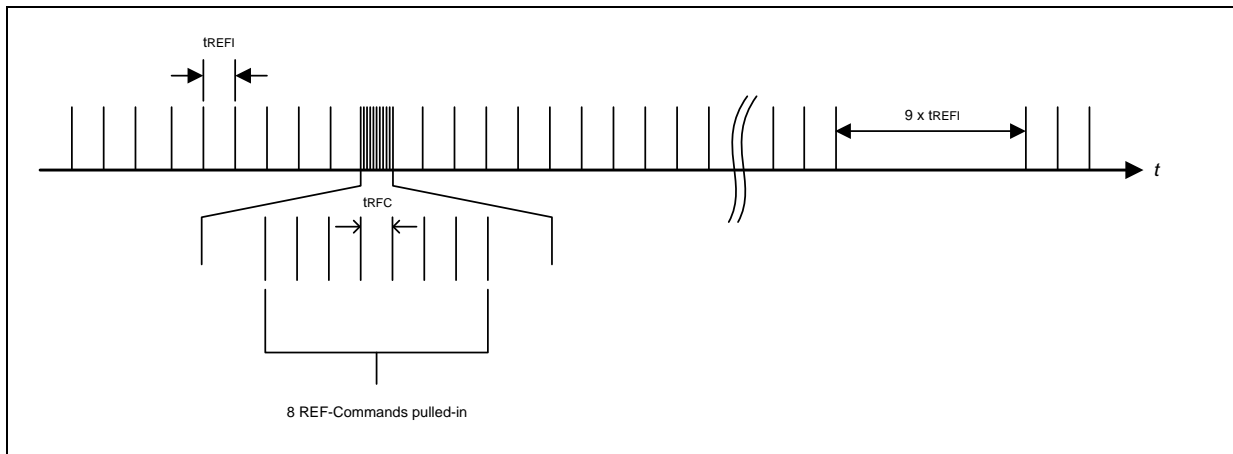 tREFI
9 x tREFI
t
tRFC
8 REF-Commands pulled-in